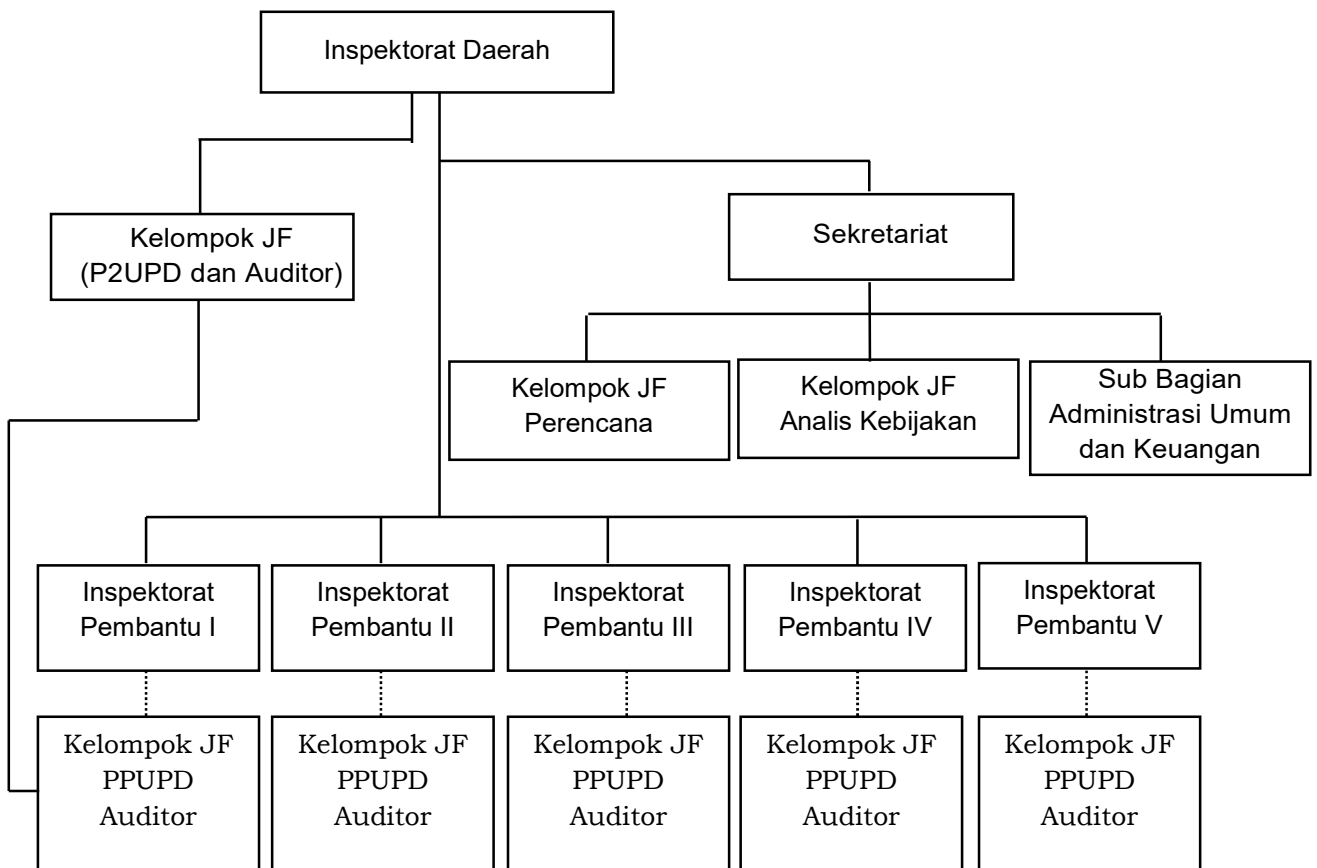 Inspektorat Daerah
Kelompok JF
(P2UPD dan Auditor)
Sekretariat
Kelompok JF
Perencana
Kelompok JF
Analis Kebijakan
Sub Bagian
Administrasi Umum
dan Keuangan
Inspektorat
Pembantu I
Inspektorat
Pembantu II
Inspektorat
Pembantu III
Inspektorat
Pembantu IV
Inspektorat
Pembantu V
Kelompok JF
PPUPD
Auditor
Kelompok JF
PPUPD
Auditor
Kelompok JF
PPUPD
Auditor
Kelompok JF
PPUPD
Auditor
Kelompok JF
PPUPD
Auditor